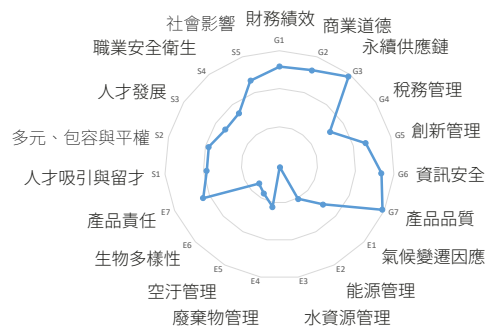 財務績效
商業道德
永續供應鏈
稅務管理
創新管理
資訊安全
產品品質
氣候變遷因應
能源管理
水資源管理
廢棄物管理
空汙管理
生物多樣性
產品責任
人才吸引與留才
多元、包容與平權
人才發展
職業安全衛生
社會影響
G1
G2
G3
G4
G5
G6
G7
E1
E2
E3
E4
E5
E6
E7
S1
S2
S3
S4
S5